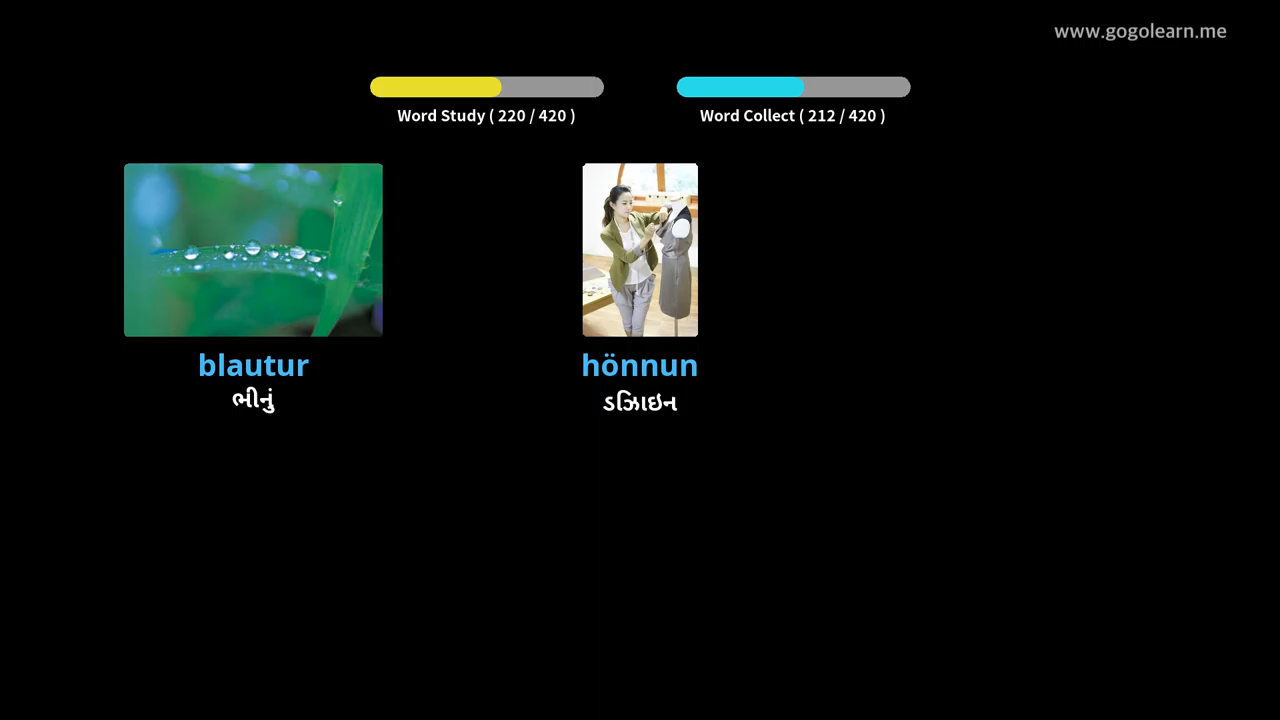 www.gogolearn.me
Word Study ( 220 / 420 )
Word Collect ( 212 / 420 )
blautur
ભીનું
hönnun
ડિઝાઇન